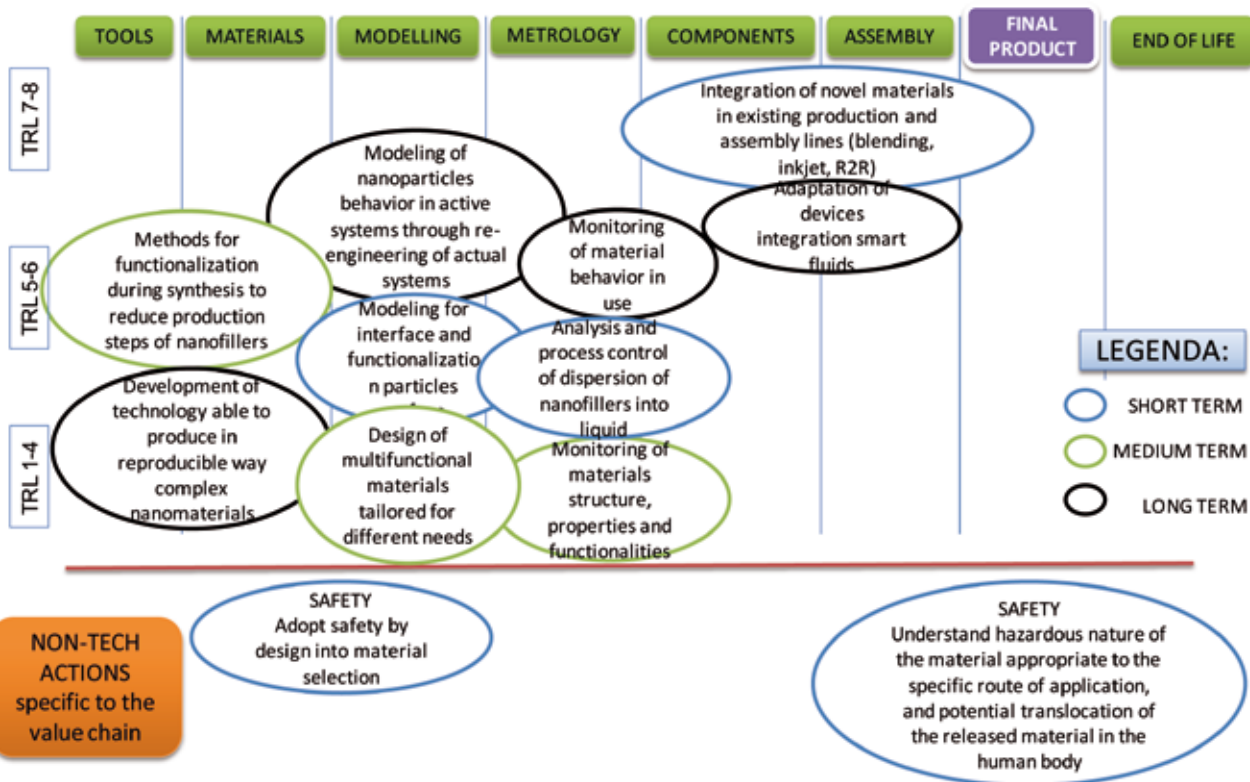 TOOLS
MATERIALS
MODELLING
METROLOGY
COMPONENTS
ASSEMBLY
FINAL
PRODUCT
END OF LIFE
TRL 7-8
Integration of novel materials
in existing production and
assembly lines (blending,
inkjet, R2R)
Modeling of
nanoparticles
behavior in active
systems through re-
engineering of actual
systems
Adaptation of
devices
integration smart
fluids
Monitoring
of material
behavior in
use
TRL 5-6
Methods for
functionalization
during synthesis to
reduce production
steps of nanofillers
Modeling for
interface and
functionalizatio
n particles
Analysis and
process control
of dispersion of
nanofillers into
liquid
LEGENDA:
SHORT TERM
MEDIUM TERM
LONG TERM
TRL 1-4
Development of
technology able to
produce in
reproducible way
complex
nanomaterials
Design of
multifunctional
materials
tailored for
different needs
Monitoring of
materials
structure,
properties and
functionalities
NON-TECH
ACTIONS
specific to the
value chain
SAFETY
Adopt safety by
design into material
selection
SAFETY
Understand hazardous nature of
the material appropriate to the
specific route of application,
and potential translocation of
the released material in the
human body